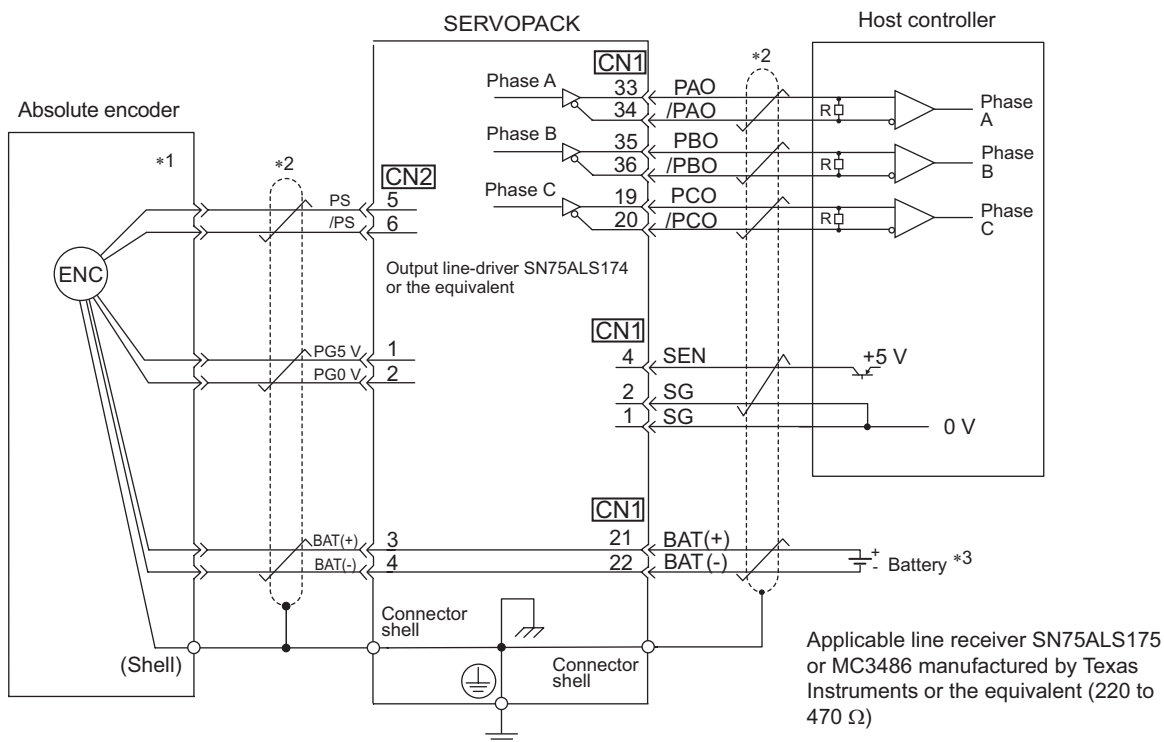 SERVOPACK
Host controller
Absolute encoder
*1
*2
CN2
PS 5
/PS 6
ENC
Output line-driver SN75ALS174
or the equivalent
PG5 V 1
PG0 V 2
BAT(+) 3
BAT(-) 4
Connector
shell
(Shell)
CN1
*2
Phase A
33 PAO
34 /PAO
R
Phase
A
Phase B
35 PBO
36 /PBO
R
Phase
B
Phase C
19 PCO
20 /PCO
R
Phase
C
CN1
4 SEN
+5 V
2 SG
1 SG
0 V
CN1
21 BAT(+)
22 BAT(-)
+
-
Battery *3
Connector
shell
Applicable line receiver SN75ALS175
or MC3486 manufactured by Texas
Instruments or the equivalent (220 to
470 Ω)